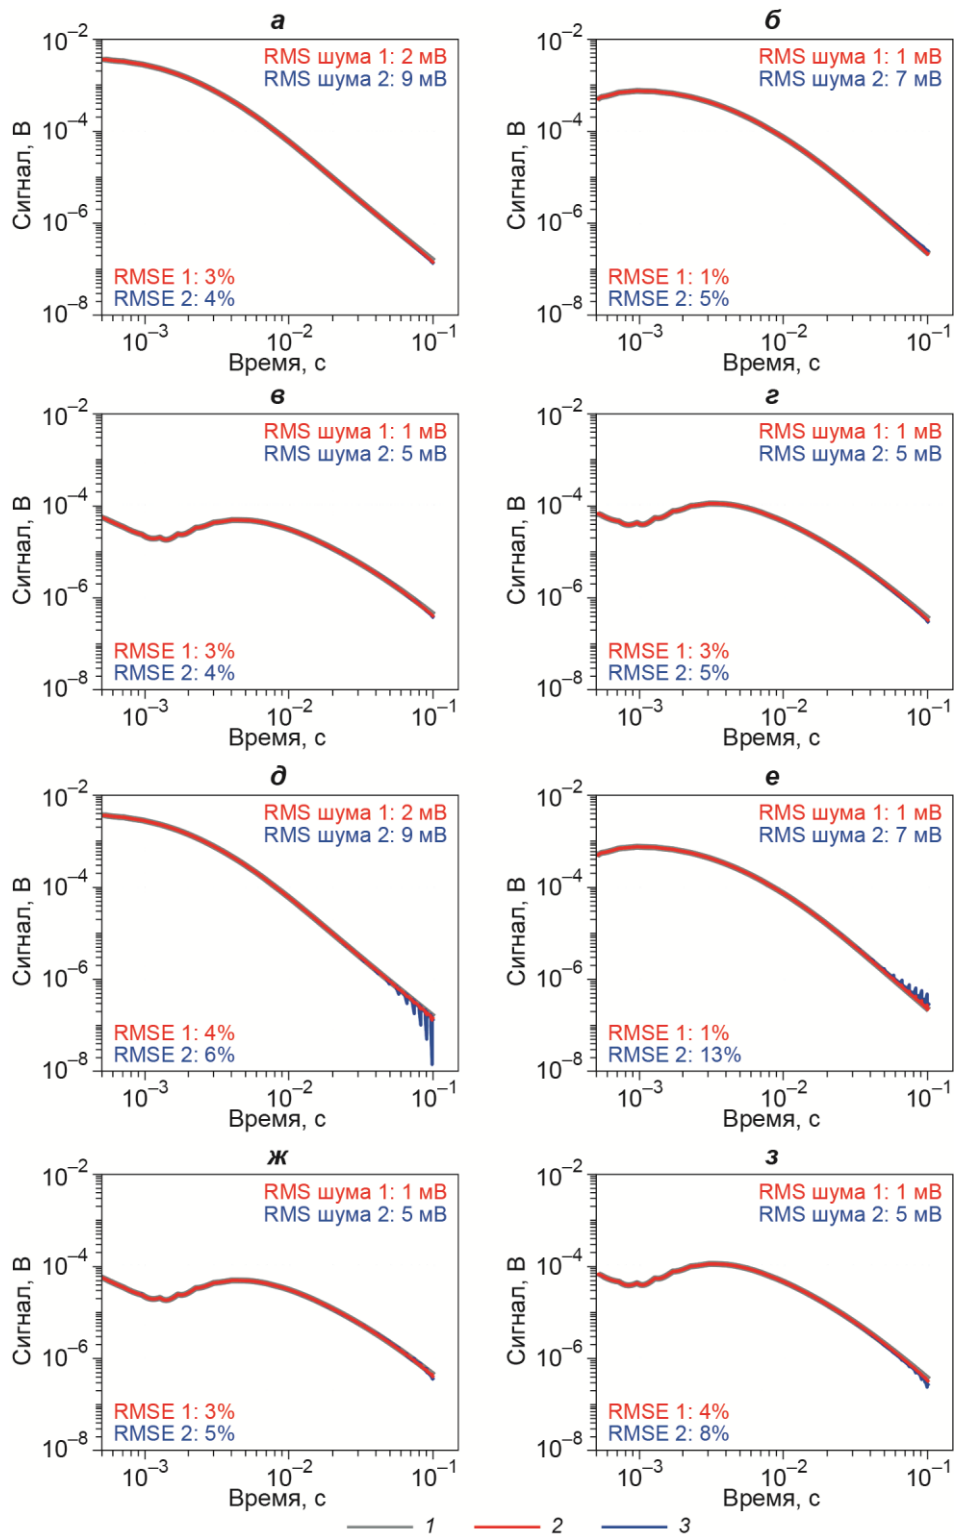 а
б
10⁻²
RMS шума 1: 2 мВ
RMS шума 2: 9 мВ
10⁻⁴
10⁻⁶
10⁻⁸
Сигнал, В
RMSE 1: 3%
RMSE 2: 4%
10⁻³
10⁻²
10⁻¹
Время, с
10⁻²
RMS шума 1: 1 мВ
RMS шума 2: 7 мВ
10⁻⁴
10⁻⁶
10⁻⁸
Сигнал, В
RMSE 1: 1%
RMSE 2: 5%
10⁻³
10⁻²
10⁻¹
Время, с
в
г
10⁻²
RMS шума 1: 1 мВ
RMS шума 2: 5 мВ
10⁻⁴
10⁻�6
10⁻⁸
Сигнал, В
RMSE 1: 3%
RMSE 2: 4%
10⁻³
10⁻²
10⁻¹
Время, с
10⁻²
RMS шума 1: 1 мВ
RMS шума 2: 5 мВ
10⁻⁴
10⁻⁶
10⁻⁸
Сигнал, В
RMSE 1: 3%
RMSE 2: 5%
10⁻³
10⁻²
10⁻¹
Время, с
д
е
10⁻²
RMS шума 1: 2 мВ
RMS шума 2: 9 мВ
10⁻⁴
10⁻⁶
10⁻⁸
Сигнал, В
RMSE 1: 4%
RMSE 2: 6%
10⁻³
10⁻²
10⁻¹
Время, с
10⁻²
RMS шума 1: 1 мВ
RMS шума 2: 7 мВ
10⁻⁴
10⁻⁶
10⁻⁸
Сигнал, В
RMSE 1: 1%
RMSE 2: 13%
10⁻³
10⁻²
10⁻¹
Время, с
ж
з
10⁻²
RMS шума 1: 1 мВ
RMS шума 2: 5 мВ
10⁻⁴
10⁻⁶
10⁻⁸
Сигнал, В
RMSE 1: 3%
RMSE 2: 5%
10⁻³
10⁻²
10⁻¹
Время, с
10⁻²
RMS шума 1: 1 мВ
RMS шума 2: 5 мВ
10⁻⁴
10⁻⁶
10⁻⁸
Сигнал, В
RMSE 1: 4%
RMSE 2: 8%
10⁻³
10⁻²
10⁻¹
Время, с
1 2 3